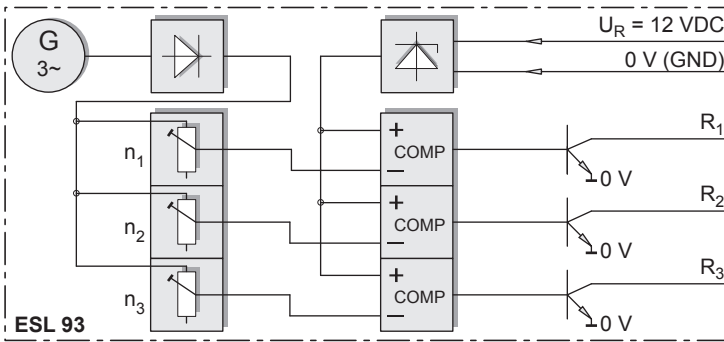 G
3~
U_R = 12 VDC
0 V (GND)
n₁
+
COMP
−
R₁
0 V
n₂
+
COMP
−
R₂
0 V
n₃
+
COMP
−
R₃
0 V
ESL 93